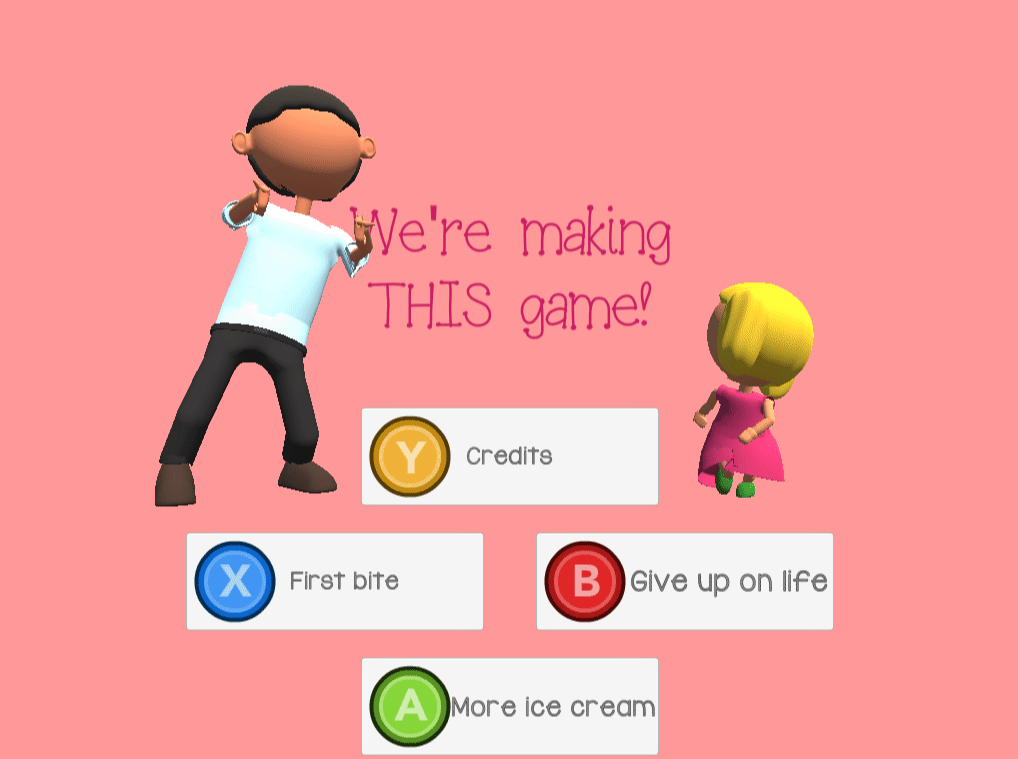 We're making
THIS game!
Y Credits
X First bite
B Give up on life
A More ice cream